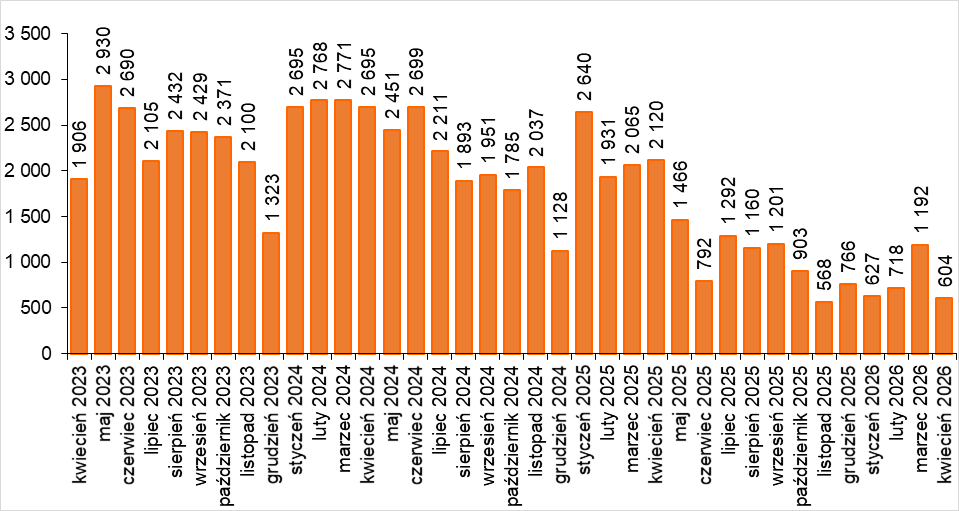 3 500
3 000
2 500
2 000
1 500
1 000
500
0
1 906
2 930
2 690
2 105
2 432
2 429
2 371
2 100
1 323
2 695
2 768
2 771
2 695
2 451
2 699
2 211
1 893
1 951
1 785
2 037
1 128
2 640
1 931
2 065
2 120
1 466
792
1 292
1 160
1 201
903
568
766
627
718
1 192
604
kwiecień 2023
maj 2023
czerwiec 2023
lipiec 2023
sierpień 2023
wrzesień 2023
październik 2023
listopad 2023
grudzień 2023
styczeń 2024
luty 2024
marzec 2024
kwiecień 2024
maj 2024
czerwiec 2024
lipiec 2024
sierpień 2024
wrzesień 2024
październik 2024
listopad 2024
grudzień 2024
styczeń 2025
luty 2025
marzec 2025
kwiecień 2025
maj 2025
czerwiec 2025
lipiec 2025
sierpień 2025
wrzesień 2025
październik 2025
listopad 2025
grudzień 2025
styczeń 2026
luty 2026
marzec 2026
kwiecień 2026